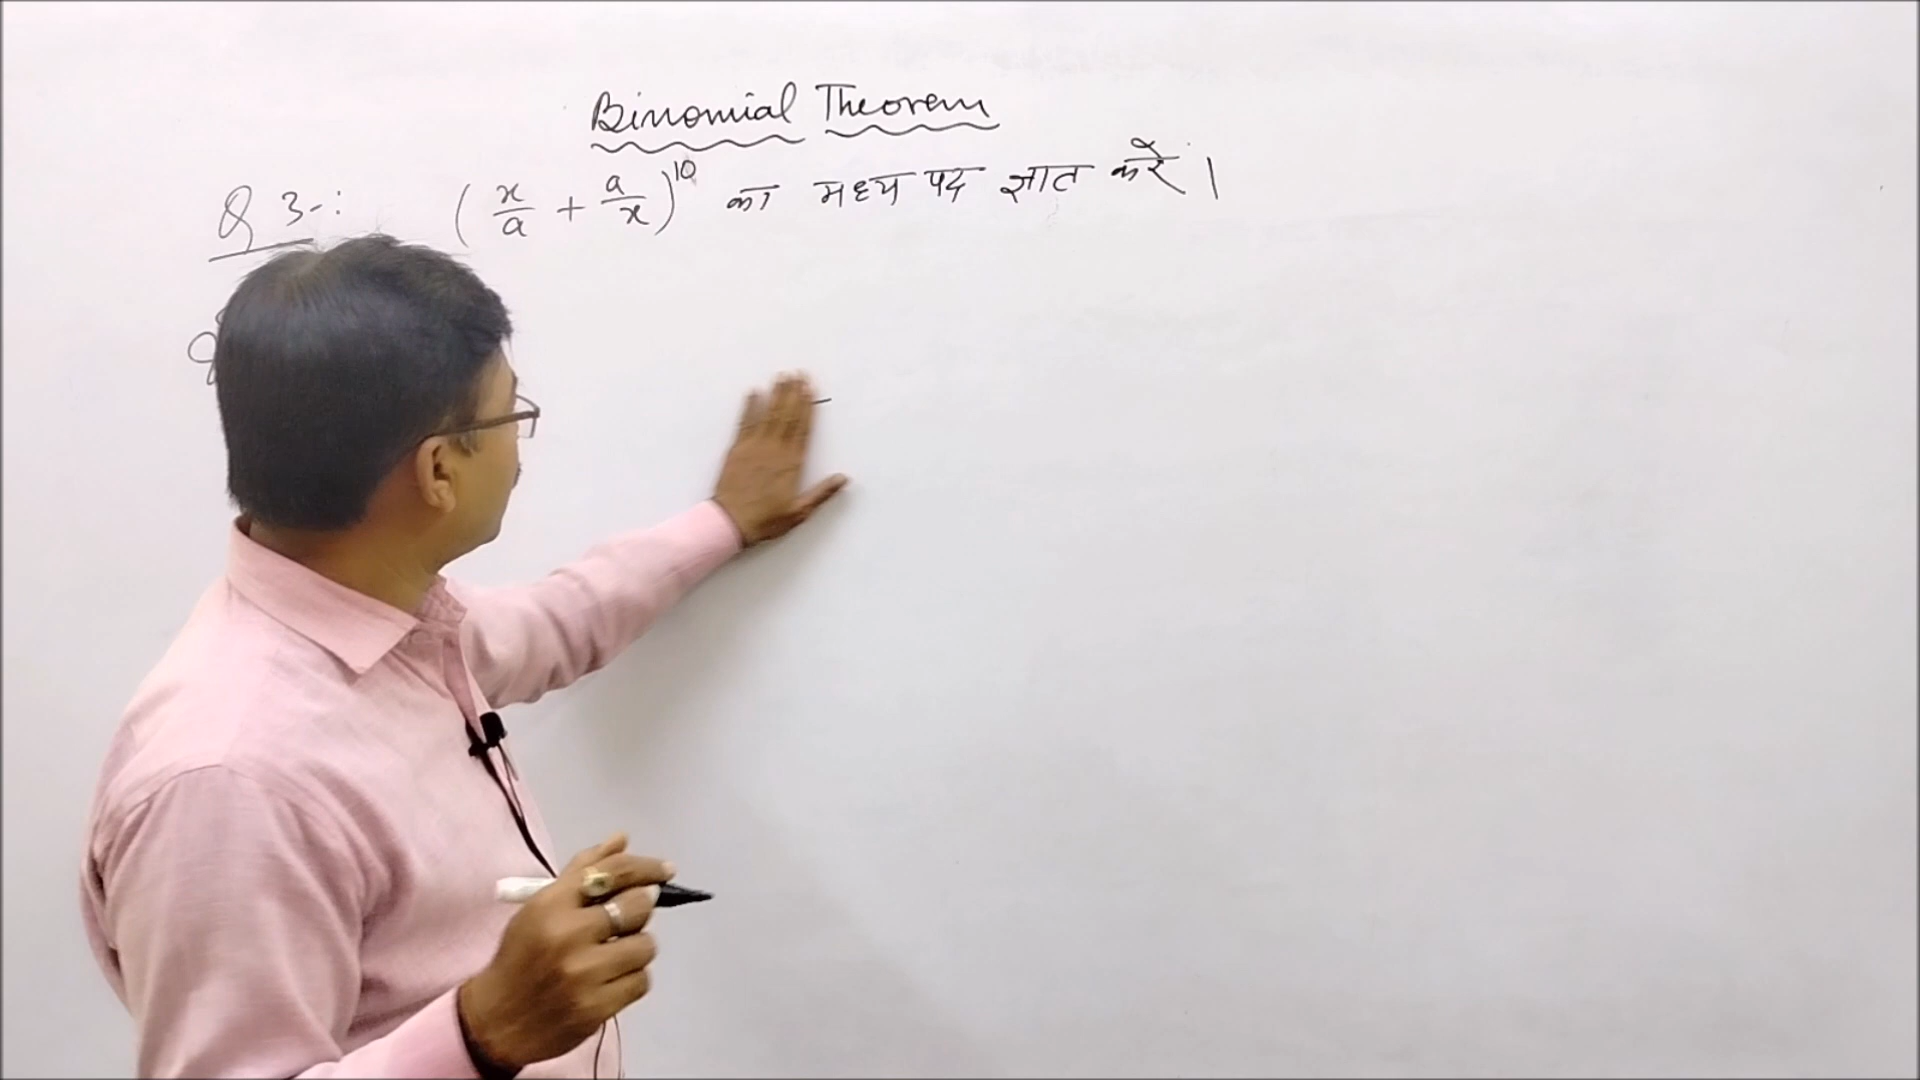 Binomial Theorem
Q 3-: (x/a + a/x)^10 का मध्य पद ज्ञात करें।